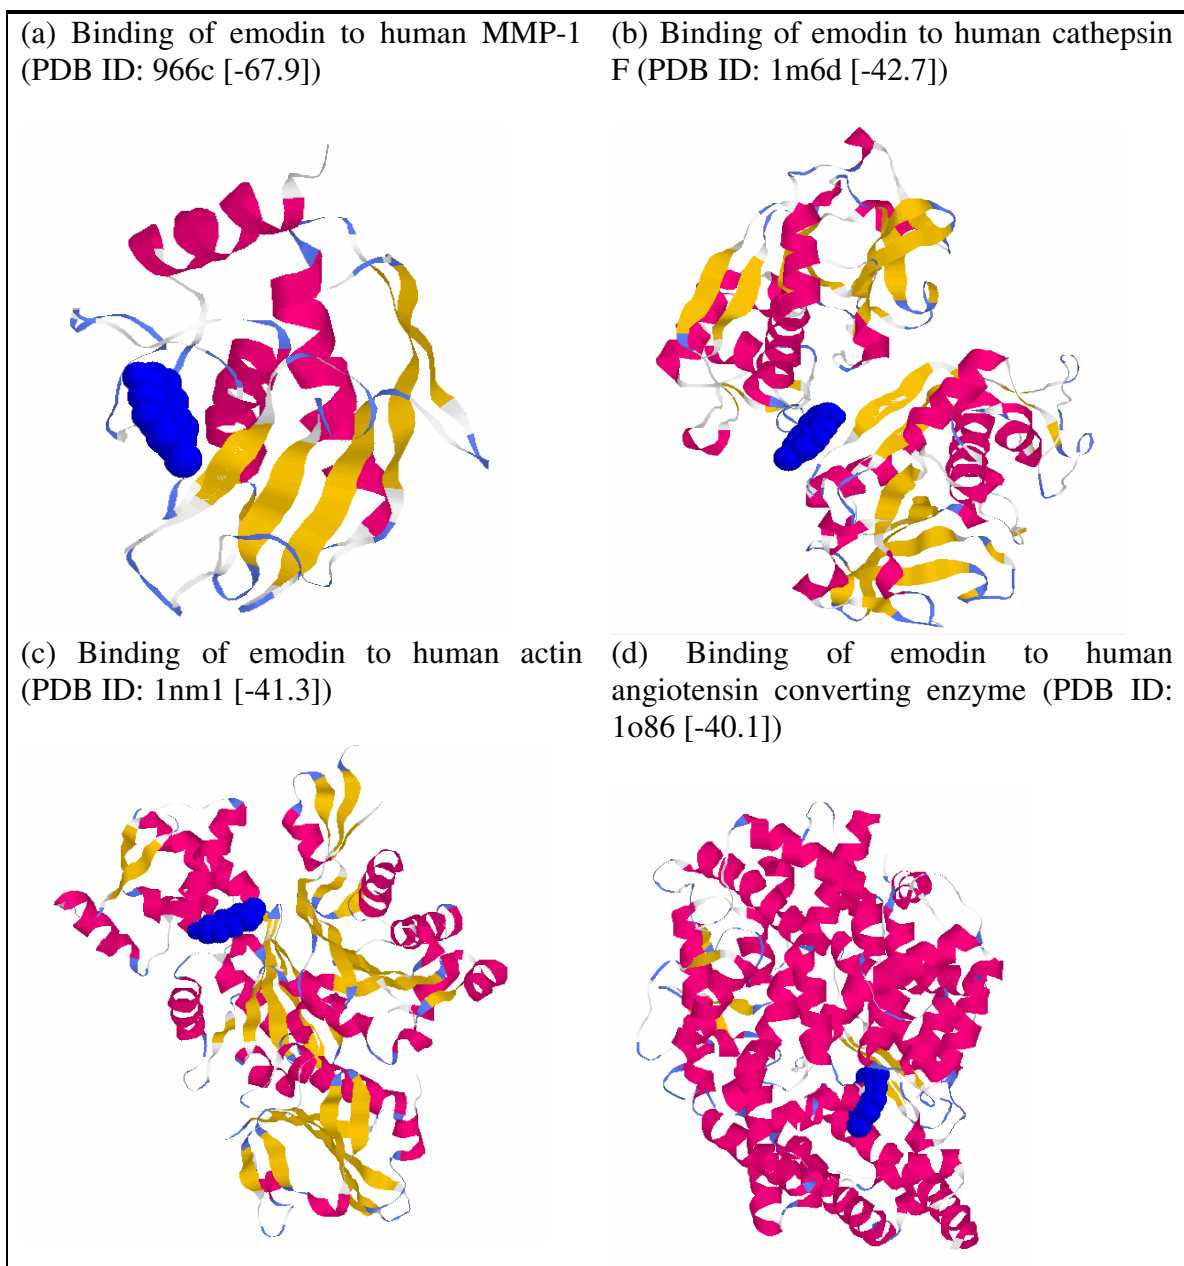 (a) Binding of emodin to human MMP-1
(PDB ID: 966c [-67.9])
(b) Binding of emodin to human cathepsin
F (PDB ID: 1m6d [-42.7])
(c) Binding of emodin to human actin
(PDB ID: 1nm1 [-41.3])
(d) Binding of emodin to human
angiotensin converting enzyme (PDB ID:
1o86 [-40.1])